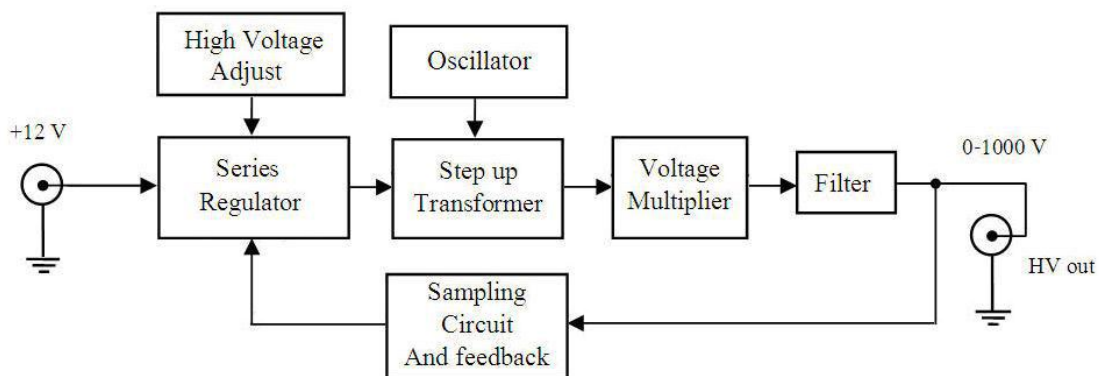 High Voltage
Adjust
Oscillator
+12 V
Series
Regulator
Step up
Transformer
Voltage
Multiplier
Filter
0-1000 V
HV out
Sampling
Circuit
And feedback